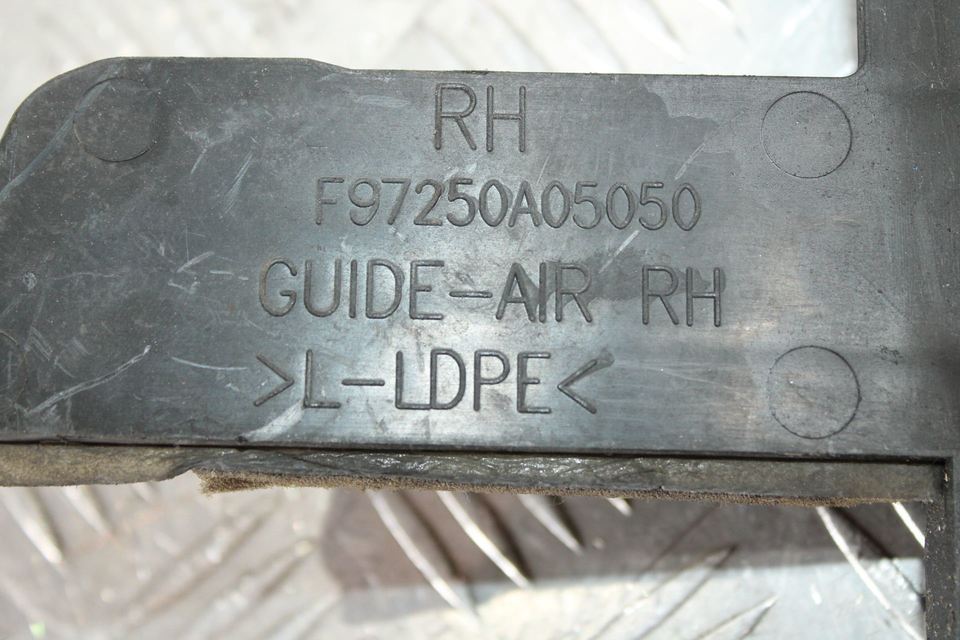 RH
F97250A05050
GUIDE-AIR RH
>L-LDPE<